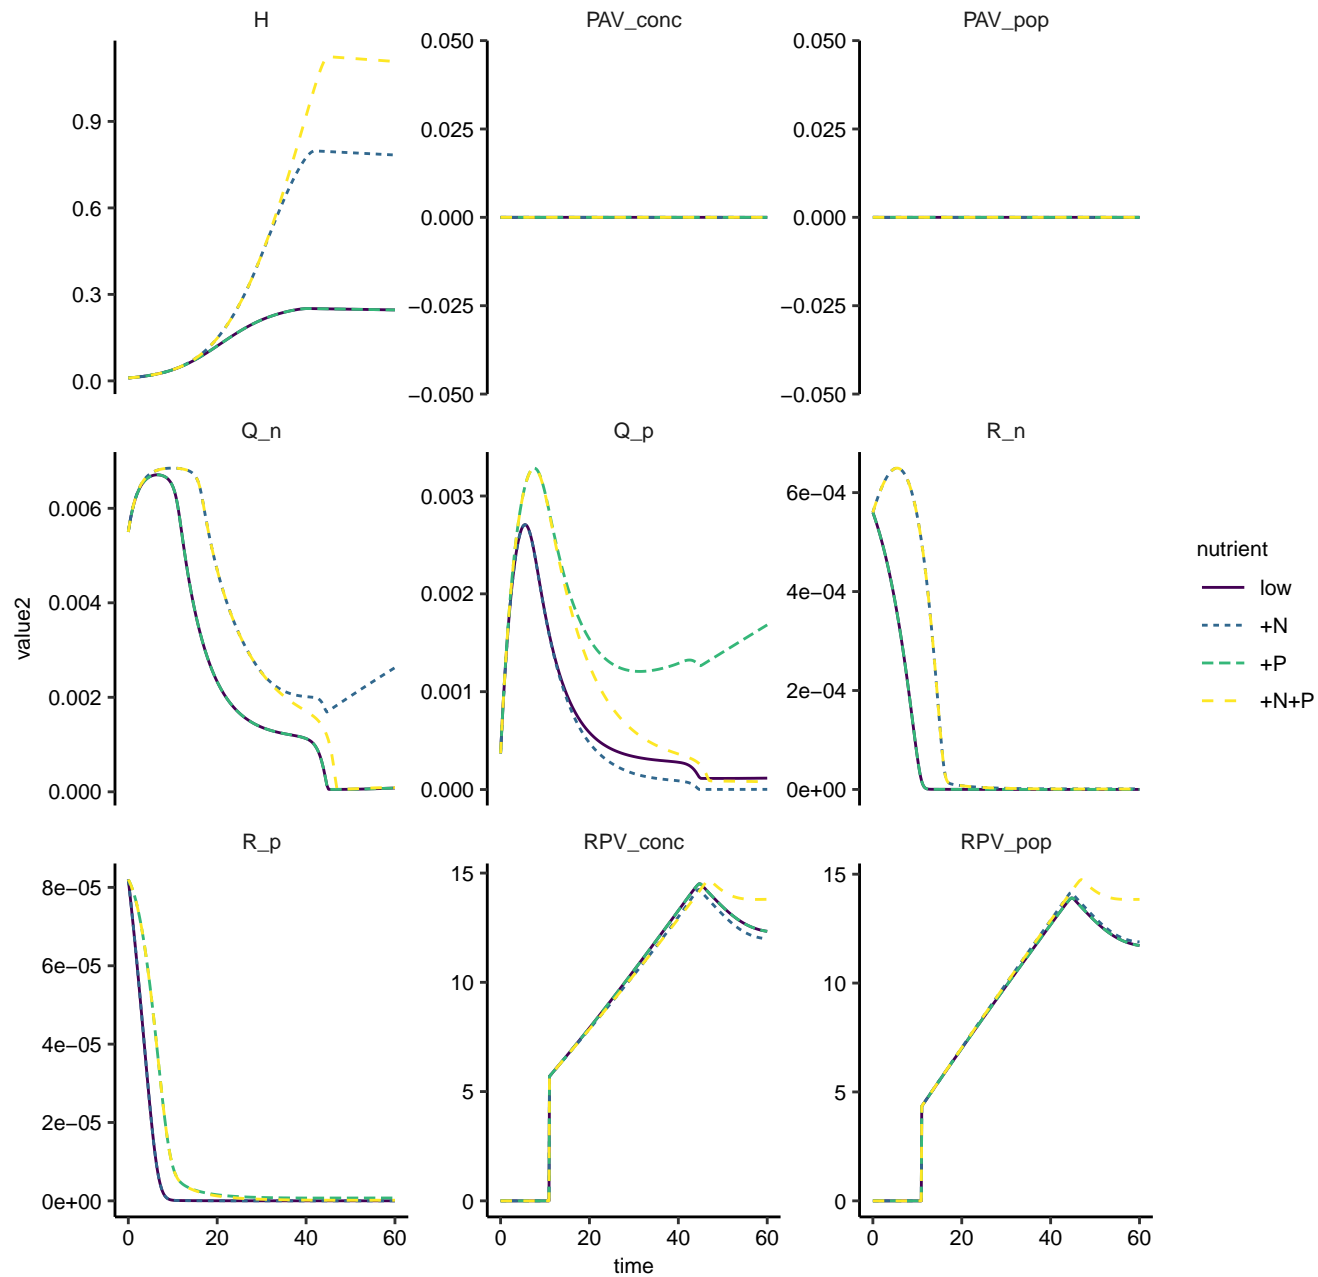 H
PAV_conc
PAV_pop
0.9
0.6
0.3
0.0
0.050
0.025
0.000
−0.025
−0.050
0.050
0.025
0.000
−0.025
−0.050
Q_n
Q_p
R_n
0.006
0.004
0.002
0.000
0.003
0.002
0.001
0.000
6e−04
4e−04
2e−04
0e+00
value2
R_p
RPV_conc
RPV_pop
8e−05
6e−05
4e−05
2e−05
0e+00
15
10
5
0
15
10
5
0
0 20 40 60
0 20 40 60
0 20 40 60
time
nutrient
low
+N
+P
+N+P